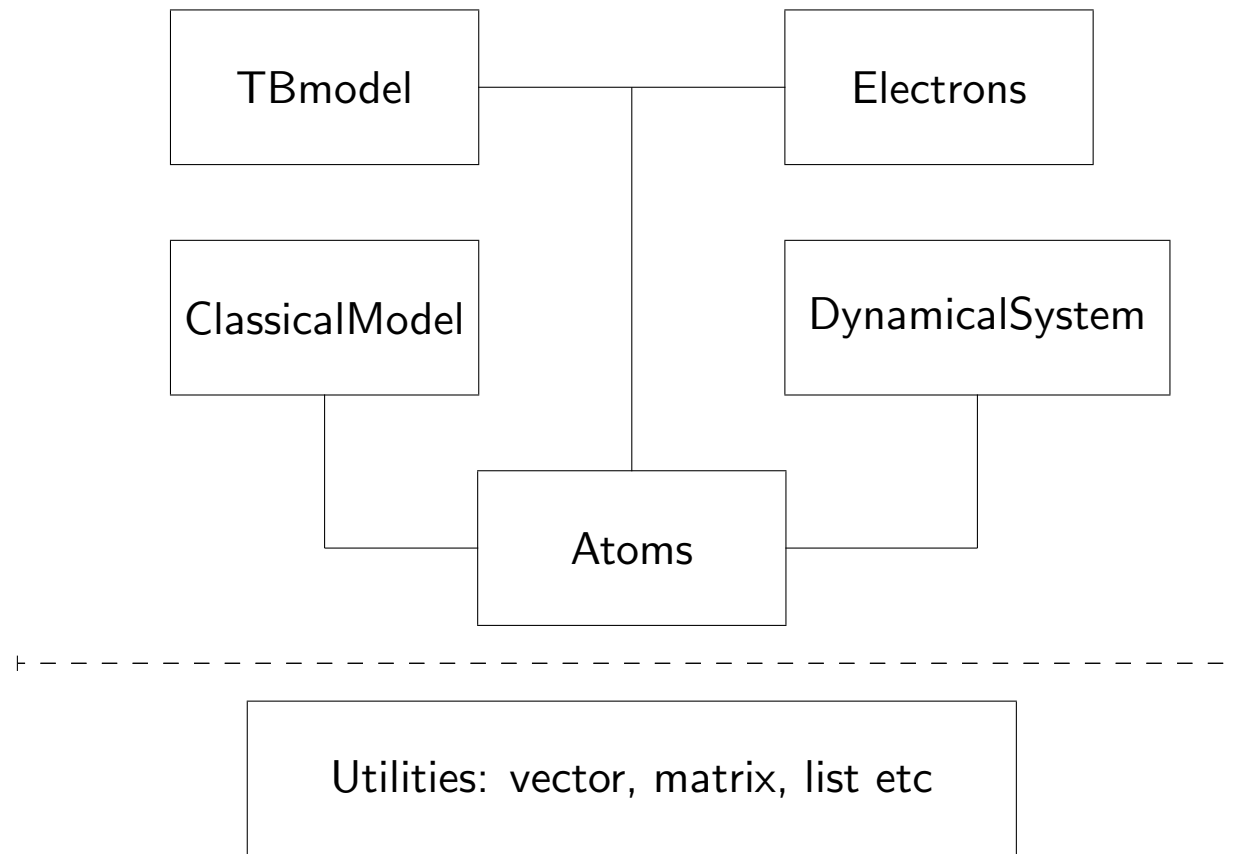 TBmodel
Electrons
ClassicalModel
DynamicalSystem
Atoms
Utilities: vector, matrix, list etc